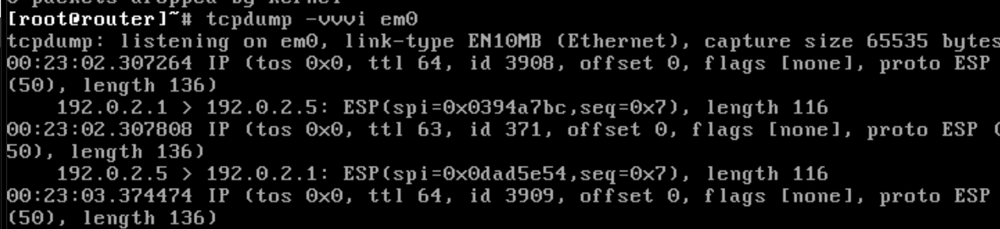 0 packets dropped by kernel
[root@router]~# tcpdump -vvvi em0
tcpdump: listening on em0, link-type EN10MB (Ethernet), capture size 65535 bytes
00:23:02.307264 IP (tos 0x0, ttl 64, id 3908, offset 0, flags [none], proto ESP
(50), length 136)
192.0.2.1 > 192.0.2.5: ESP(spi=0x0394a7bc,seq=0x7), length 116
00:23:02.307808 IP (tos 0x0, ttl 63, id 371, offset 0, flags [none], proto ESP (
50), length 136)
192.0.2.5 > 192.0.2.1: ESP(spi=0x0dad5e54,seq=0x7), length 116
00:23:03.374474 IP (tos 0x0, ttl 64, id 3909, offset 0, flags [none], proto ESP
(50), length 136)